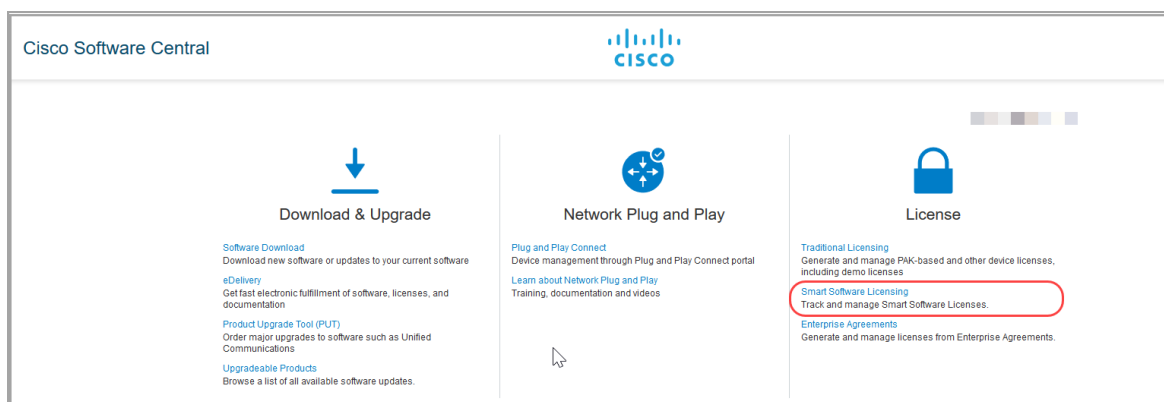 Cisco Software Central
CISCO
Download & Upgrade
Software Download
Download new software or updates to your current software
eDelivery
Get fast electronic fulfillment of software, licenses, and
documentation
Product Upgrade Tool (PUT)
Order major upgrades to software such as Unified
Communications
Upgradeable Products
Browse a list of all available software updates.
Network Plug and Play
Plug and Play Connect
Device management through Plug and Play Connect portal
Learn about Network Plug and Play
Training, documentation and videos
License
Traditional Licensing
Generate and manage PAK-based and other device licenses,
including demo licenses
Smart Software Licensing
Track and manage Smart Software Licenses.
Enterprise Agreements
Generate and manage licenses from Enterprise Agreements.